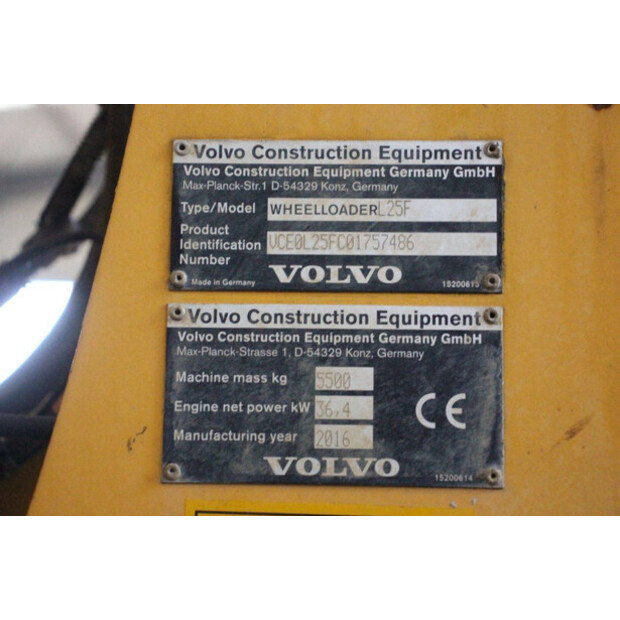 Volvo Construction Equipment
Volvo Construction Equipment Germany GmbH
Max-Planck-Str.1 D-54329 Konz, Germany
Type/Model WHEELLOADER L25F
Product
Identification VCE0L25FC01757486
Number
Made in Germany VOLVO 15200613
Volvo Construction Equipment
Volvo Construction Equipment Germany GmbH
Max-Planck-Strasse 1, D-54329 Konz, Germany
Machine mass kg 5500
Engine net power kW 36,4 CE
Manufacturing year 2016
VOLVO 15200614